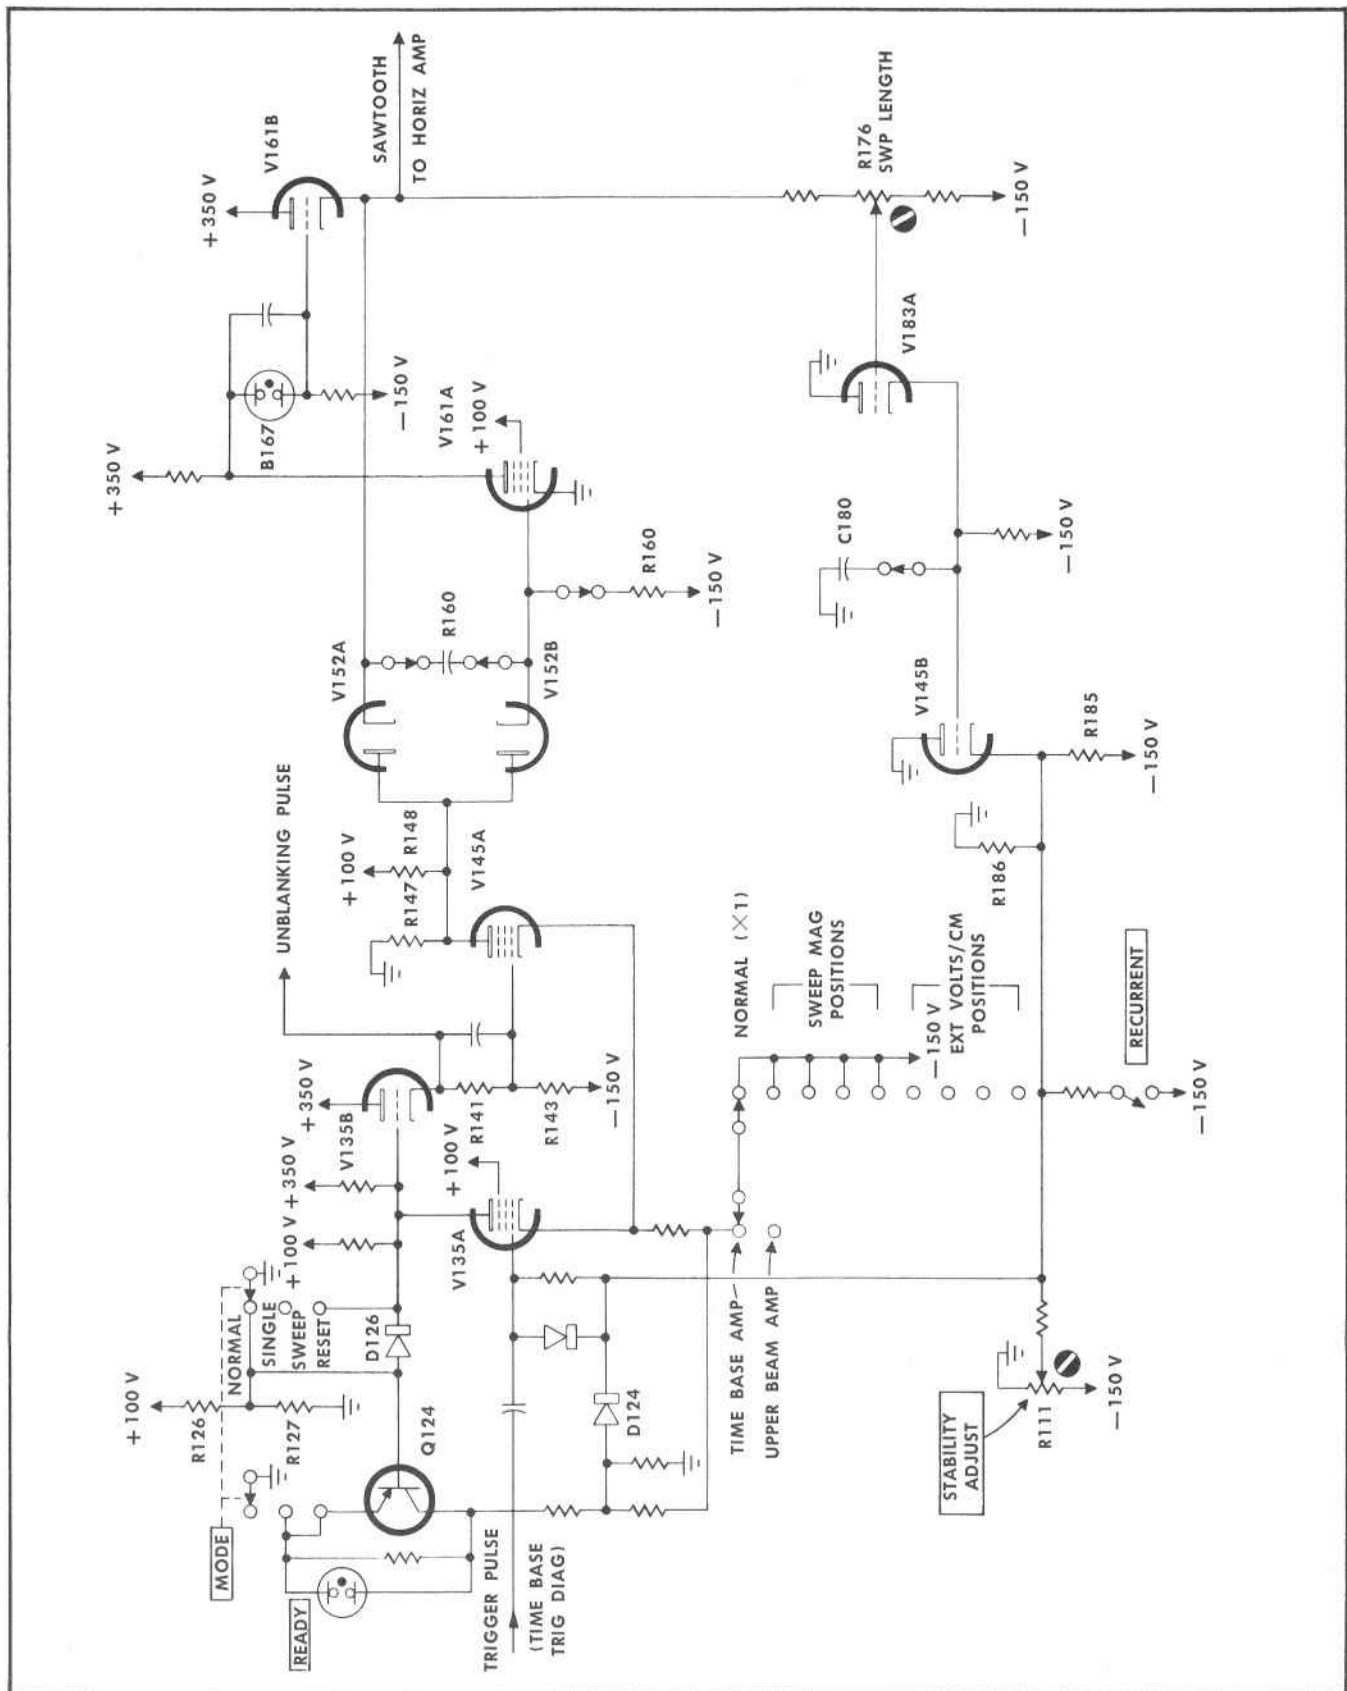 SAWTOOTH
TO HORIZ AMP
+350 V
V161B
R176
SWP LENGTH
−150 V
B167
−150 V
V161A
+100 V
+350 V
V183A
C180
−150 V
R160
−150 V
R160
V152A
V152B
V145B
R185
−150 V
UNBLANKING PULSE
+100 V
R148
R147
V145A
R186
NORMAL (×1)
SWEEP MAG
POSITIONS
−150 V
EXT VOLTS/CM
POSITIONS
RECURRENT
−150 V
+350 V
V135B
R141
R143
−150 V
+350 V
+100 V
+100 V
V135A
NORMAL
SINGLE
SWEEP
RESET
D126
TIME BASE AMP
UPPER BEAM AMP
+100 V
R126
R127
Q124
D124
STABILITY
ADJUST
R111
−150 V
MODE
READY
TRIGGER PULSE
(TIME BASE
TRIG DIAG)